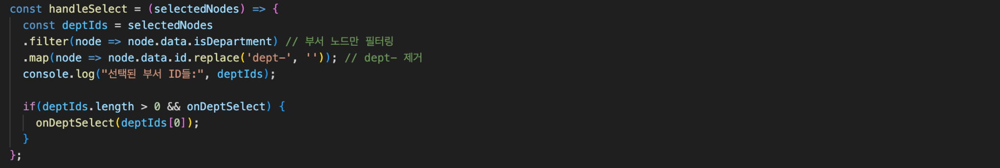 const handleSelect = (selectedNodes) => {
  const deptIds = selectedNodes
  .filter(node => node.data.isDepartment) // 부서 노드만 필터링
  .map(node => node.data.id.replace('dept-', '')); // dept- 제거
  console.log("선택된 부서 ID들:", deptIds);

  if(deptIds.length > 0 && onDeptSelect) {
    onDeptSelect(deptIds[0]);
  }
};